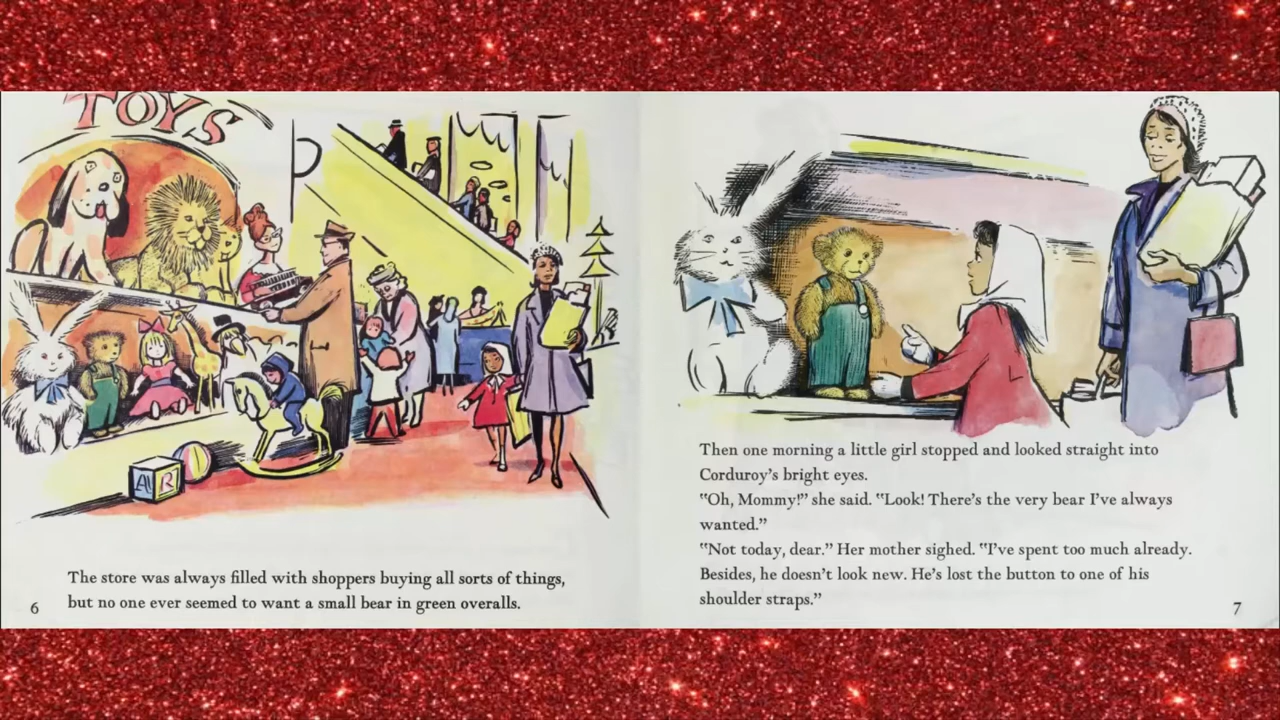 TOYS
A R
The store was always filled with shoppers buying all sorts of things,
but no one ever seemed to want a small bear in green overalls.
6
Then one morning a little girl stopped and looked straight into
Corduroy's bright eyes.
"Oh, Mommy!" she said. "Look! There's the very bear I've always
wanted."
"Not today, dear." Her mother sighed. "I've spent too much already.
Besides, he doesn't look new. He's lost the button to one of his
shoulder straps."
7